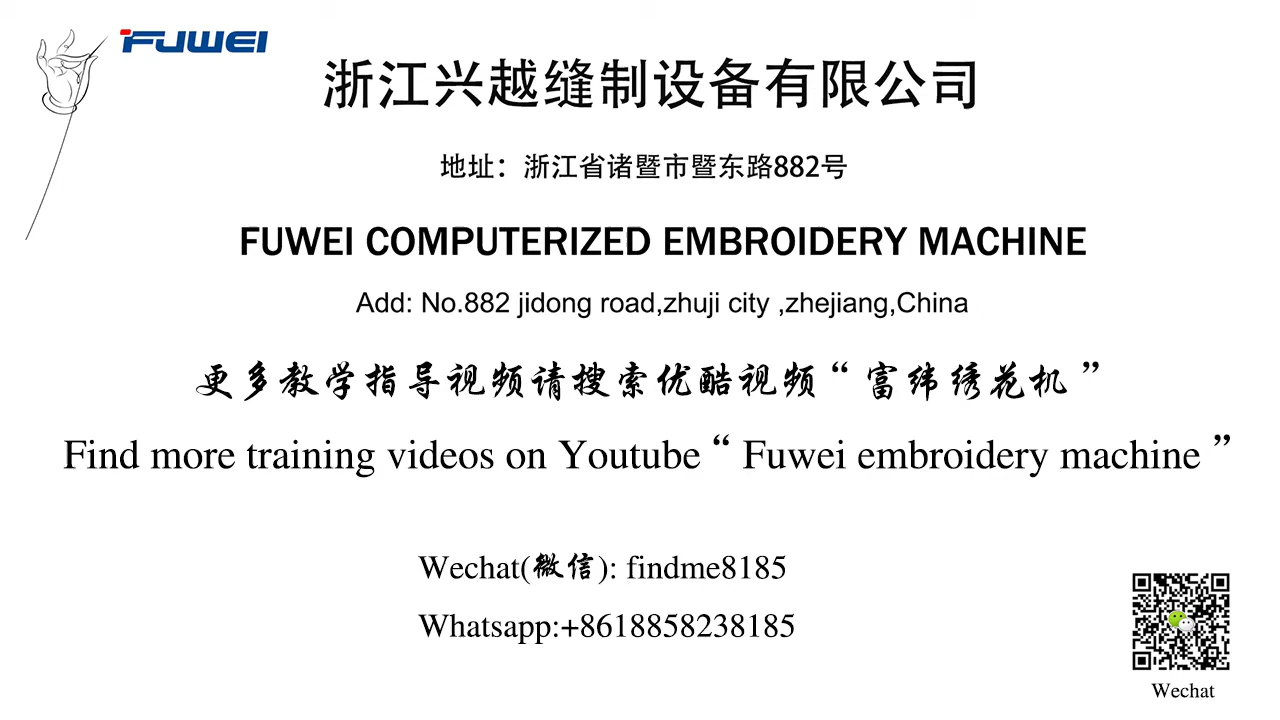 FUWEI
浙江兴越缝制设备有限公司
地址：浙江省诸暨市暨东路882号
FUWEI COMPUTERIZED EMBROIDERY MACHINE
Add: No.882 jidong road,zhuji city ,zhejiang,China
更多教学指导视频请搜索优酷视频“富纬绣花机”
Find more training videos on Youtube“ Fuwei embroidery machine ”
Wechat(微信): findme8185
Whatsapp:+8618858238185
Wechat